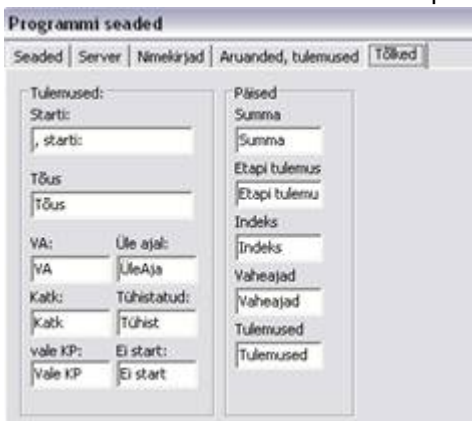 Programmi seaded
Seaded Server Nimekirjad Aruanded, tulemused Tõlked
Tulemused:
Starti:
, starti:
Tõus
Tõus
VA: Üle ajal:
VA ÜleAja
Katk: Tühistatud:
Katk Tühist
vale KP: Ei start:
Vale KP Ei start
Päised
Summa
Summa
Etapi tulemus
Etapi tulemu
Indeks
Indeks
Vaheajad
Vaheajad
Tulemused
Tulemused